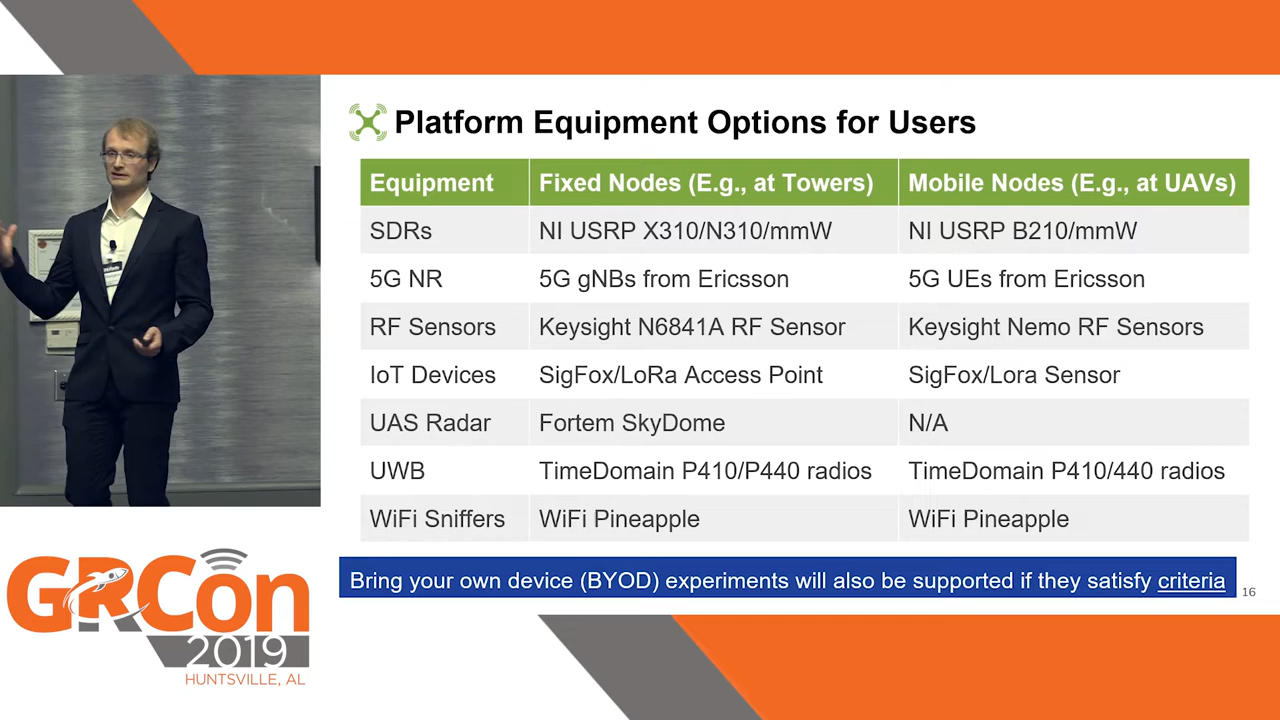 Platform Equipment Options for Users
Equipment Fixed Nodes (E.g., at Towers) Mobile Nodes (E.g., at UAVs)
SDRs NI USRP X310/N310/mmW NI USRP B210/mmW
5G NR 5G gNBs from Ericsson 5G UEs from Ericsson
RF Sensors Keysight N6841A RF Sensor Keysight Nemo RF Sensors
IoT Devices SigFox/LoRa Access Point SigFox/Lora Sensor
UAS Radar Fortem SkyDome N/A
UWB TimeDomain P410/P440 radios TimeDomain P410/440 radios
WiFi Sniffers WiFi Pineapple WiFi Pineapple
Bring your own device (BYOD) experiments will also be supported if they satisfy criteria
16
GRCon
2019
HUNTSVILLE, AL